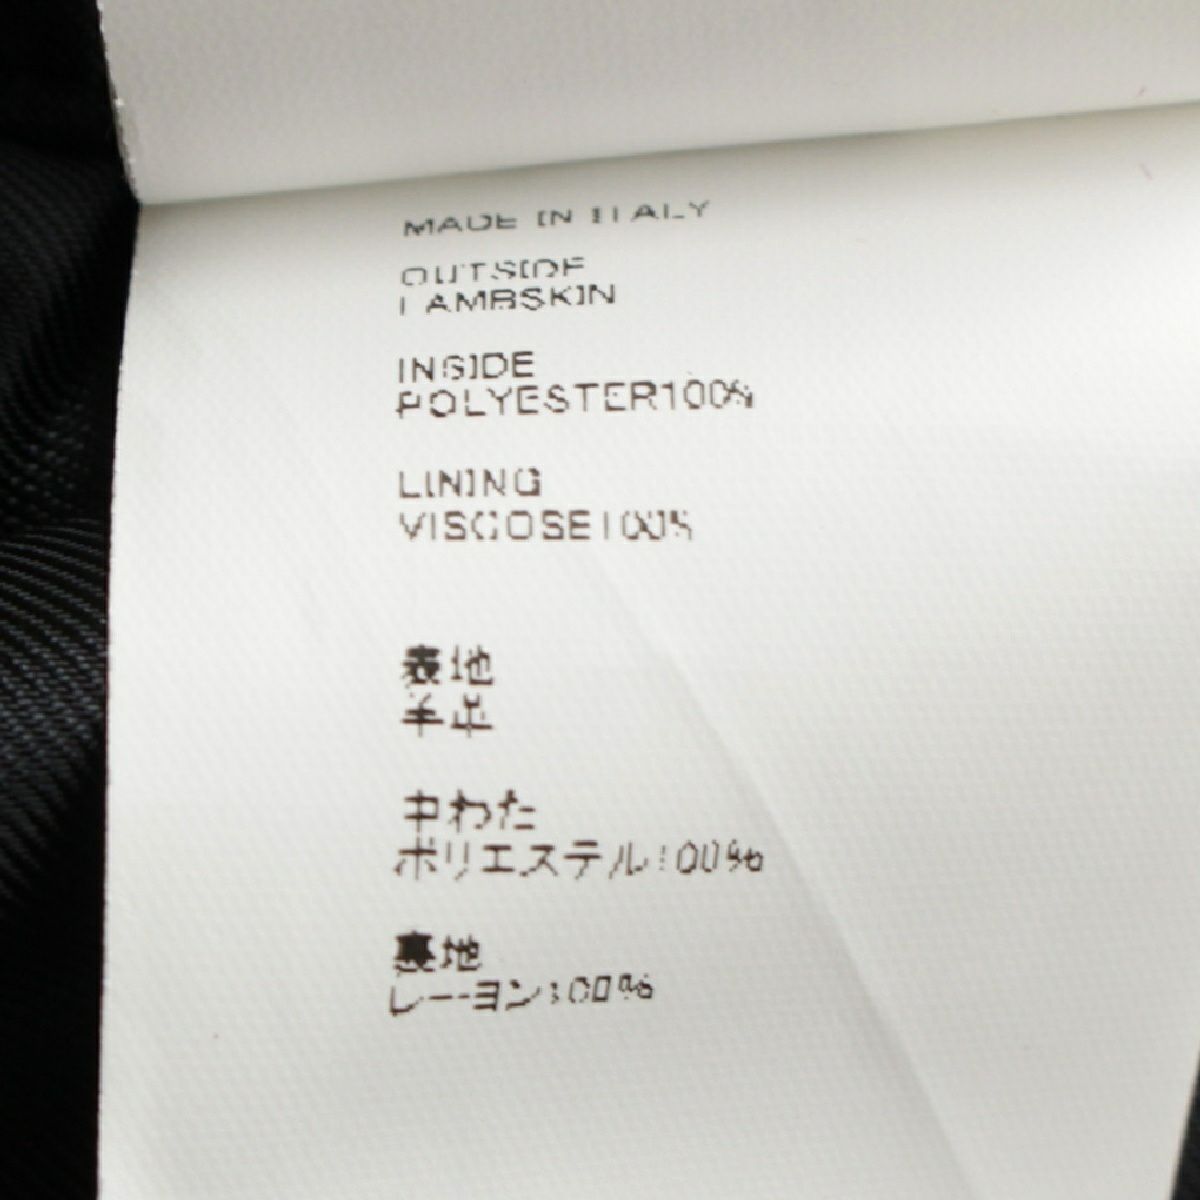 MADE IN ITALY
OUTSIDE
LAMBSKIN
INSIDE
POLYESTER100%
LINING
VISCOSE100%
表地
羊革
中わた
ポリエステル100%
裏地
レーヨン100%